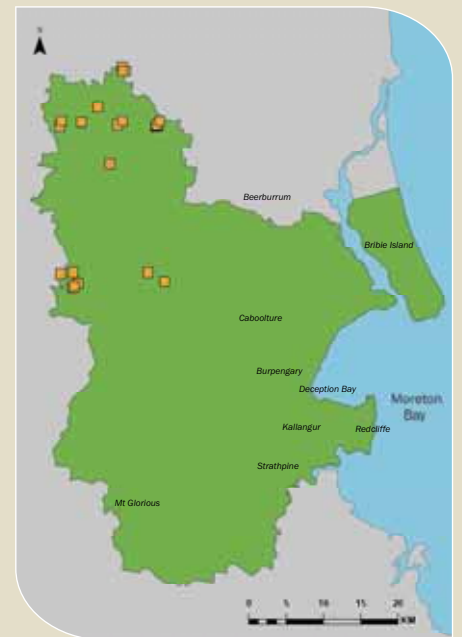 N
Beerburrum
Bribie Island
Caboolture
Burpengary
Deception Bay
Moreton
Bay
Kallangur
Redcliffe
Strathpine
Mt Glorious
0 5 10 15 20
KM